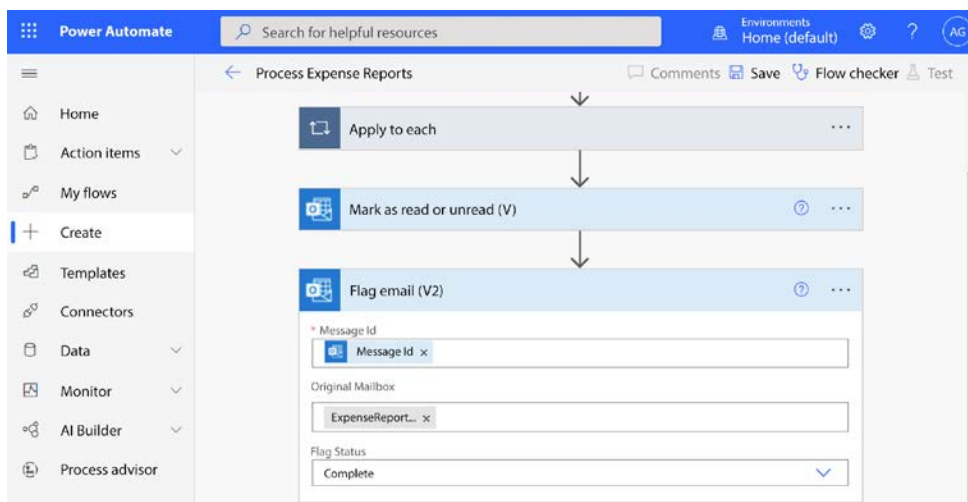 Power Automate
Search for helpful resources
Environments
Home (default)
?
AG
Process Expense Reports
Comments
Save
Flow checker
Test
Home
Action items
My flows
Create
Templates
Connectors
Data
Monitor
AI Builder
Process advisor
Apply to each
...
Mark as read or unread (V)
?
...
Flag email (V2)
?
...
* Message Id
Message Id ×
Original Mailbox
ExpenseReport... ×
Flag Status
Complete